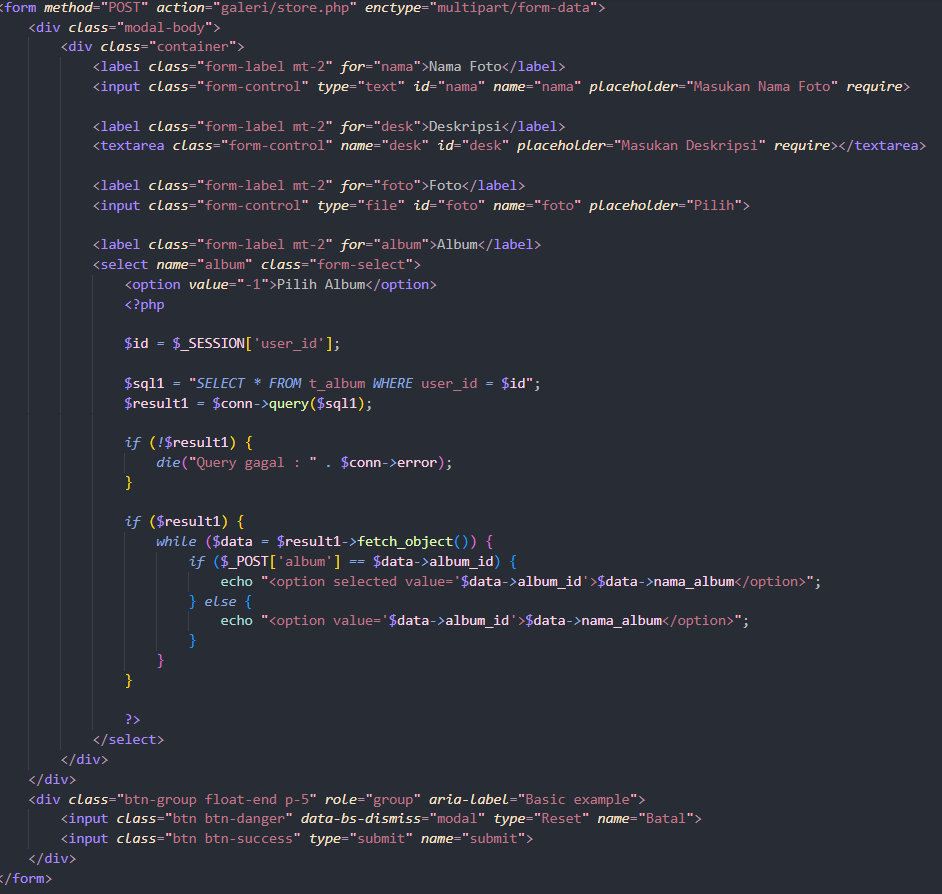 <form method="POST" action="galeri/store.php" enctype="multipart/form-data">
<div class="modal-body">
<div class="container">
<label class="form-label mt-2" for="nama">Nama Foto</label>
<input class="form-control" type="text" id="nama" name="nama" placeholder="Masukan Nama Foto" require>
<label class="form-label mt-2" for="desk">Deskripsi</label>
<textarea class="form-control" name="desk" id="desk" placeholder="Masukan Deskripsi" require></textarea>
<label class="form-label mt-2" for="foto">Foto</label>
<input class="form-control" type="file" id="foto" name="foto" placeholder="Pilih">
<label class="form-label mt-2" for="album">Album</label>
<select name="album" class="form-select">
<option value="-1">Pilih Album</option>
<?php
$id = $_SESSION['user_id'];
$sql1 = "SELECT * FROM t_album WHERE user_id = $id";
$result1 = $conn->query($sql1);
if (!$result1) {
die("Query gagal : " . $conn->error);
}
if ($result1) {
while ($data = $result1->fetch_object()) {
if ($_POST['album'] == $data->album_id) {
echo "<option selected value='$data->album_id'>$data->nama_album</option>";
} else {
echo "<option value='$data->album_id'>$data->nama_album</option>";
}
}
}
?>
</select>
</div>
</div>
<div class="btn-group float-end p-5" role="group" aria-label="Basic example">
<input class="btn btn-danger" data-bs-dismiss="modal" type="Reset" name="Batal">
<input class="btn btn-success" type="submit" name="submit">
</div>
</form>